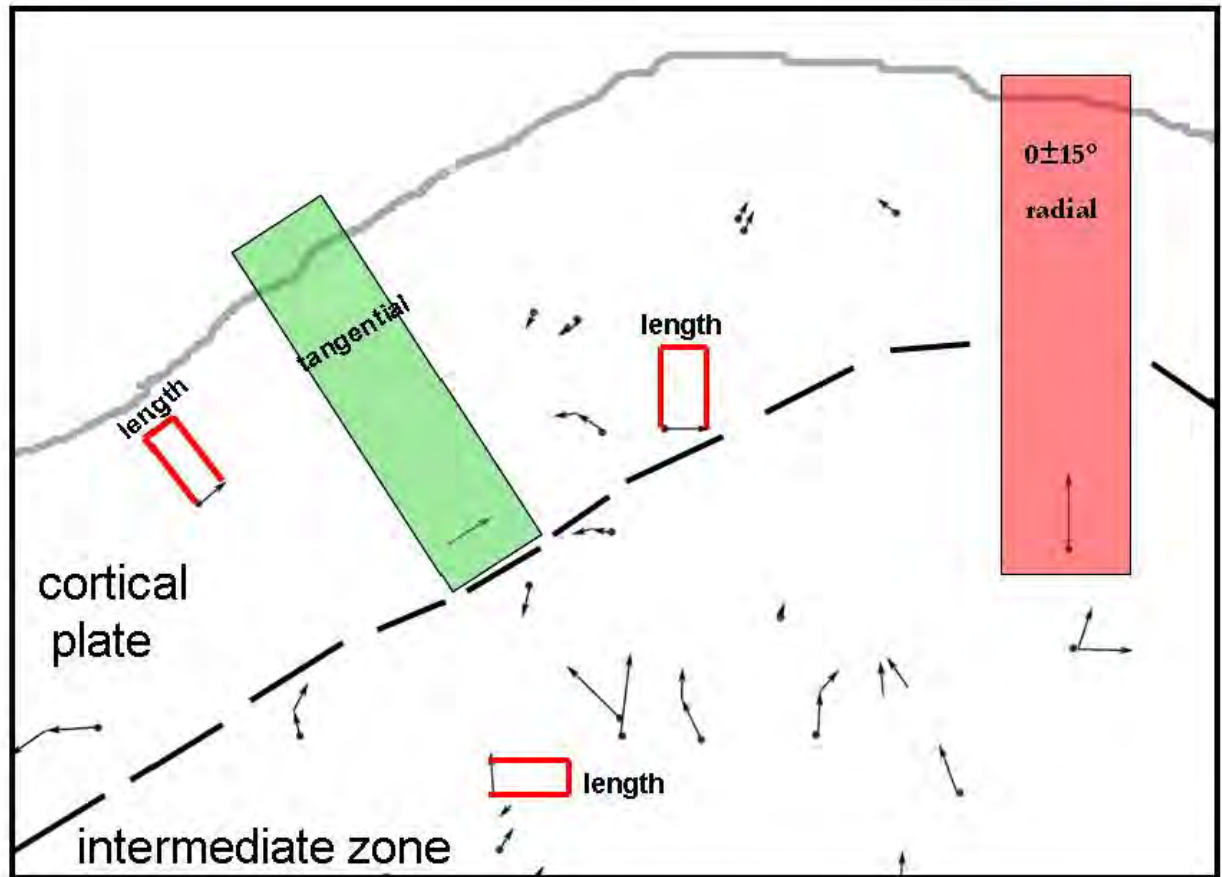 0±15°
radial
tangential
length
length
cortical
plate
length
intermediate zone